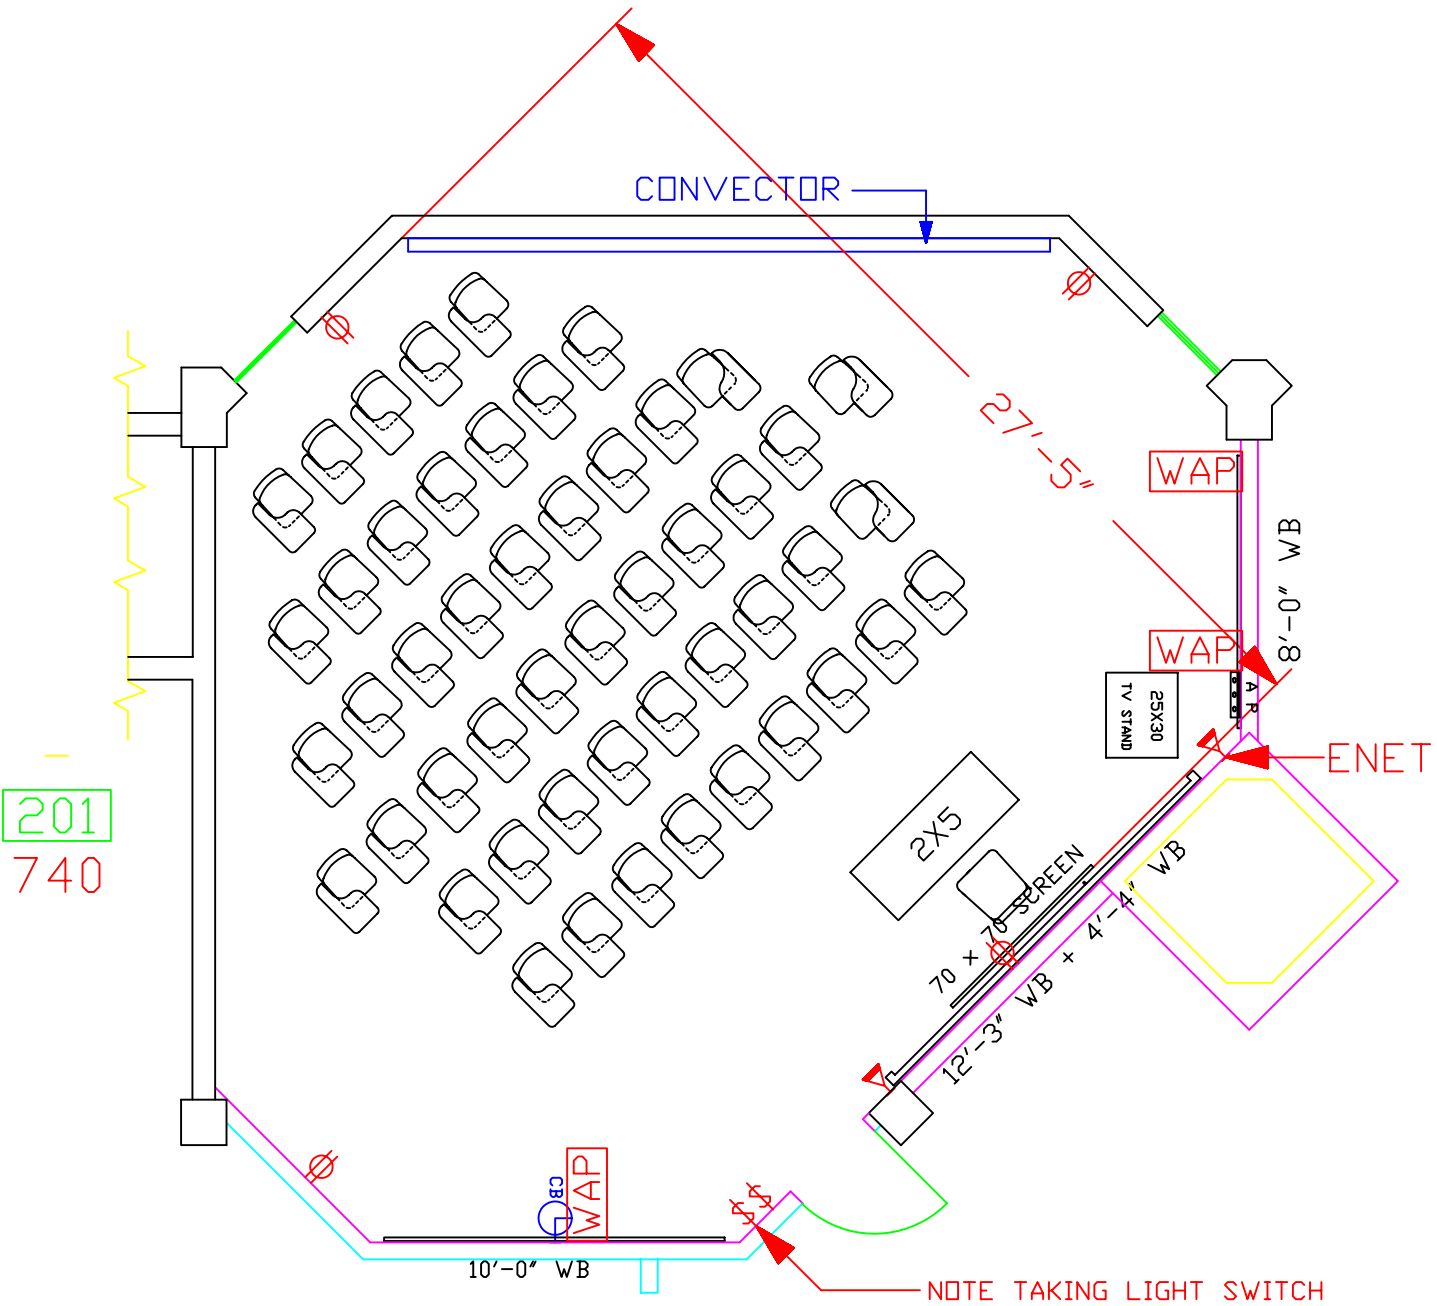 CONVECTOR
27'-5"
WAP
8'-0" WB
WAP
A P
25X30
TV STAND
ENET
201
740
2X5
70 x 70 SCREEN
12'-3" WB + 4'-4" WB
CB
WAP
$$
10'-0" WB
NOTE TAKING LIGHT SWITCH